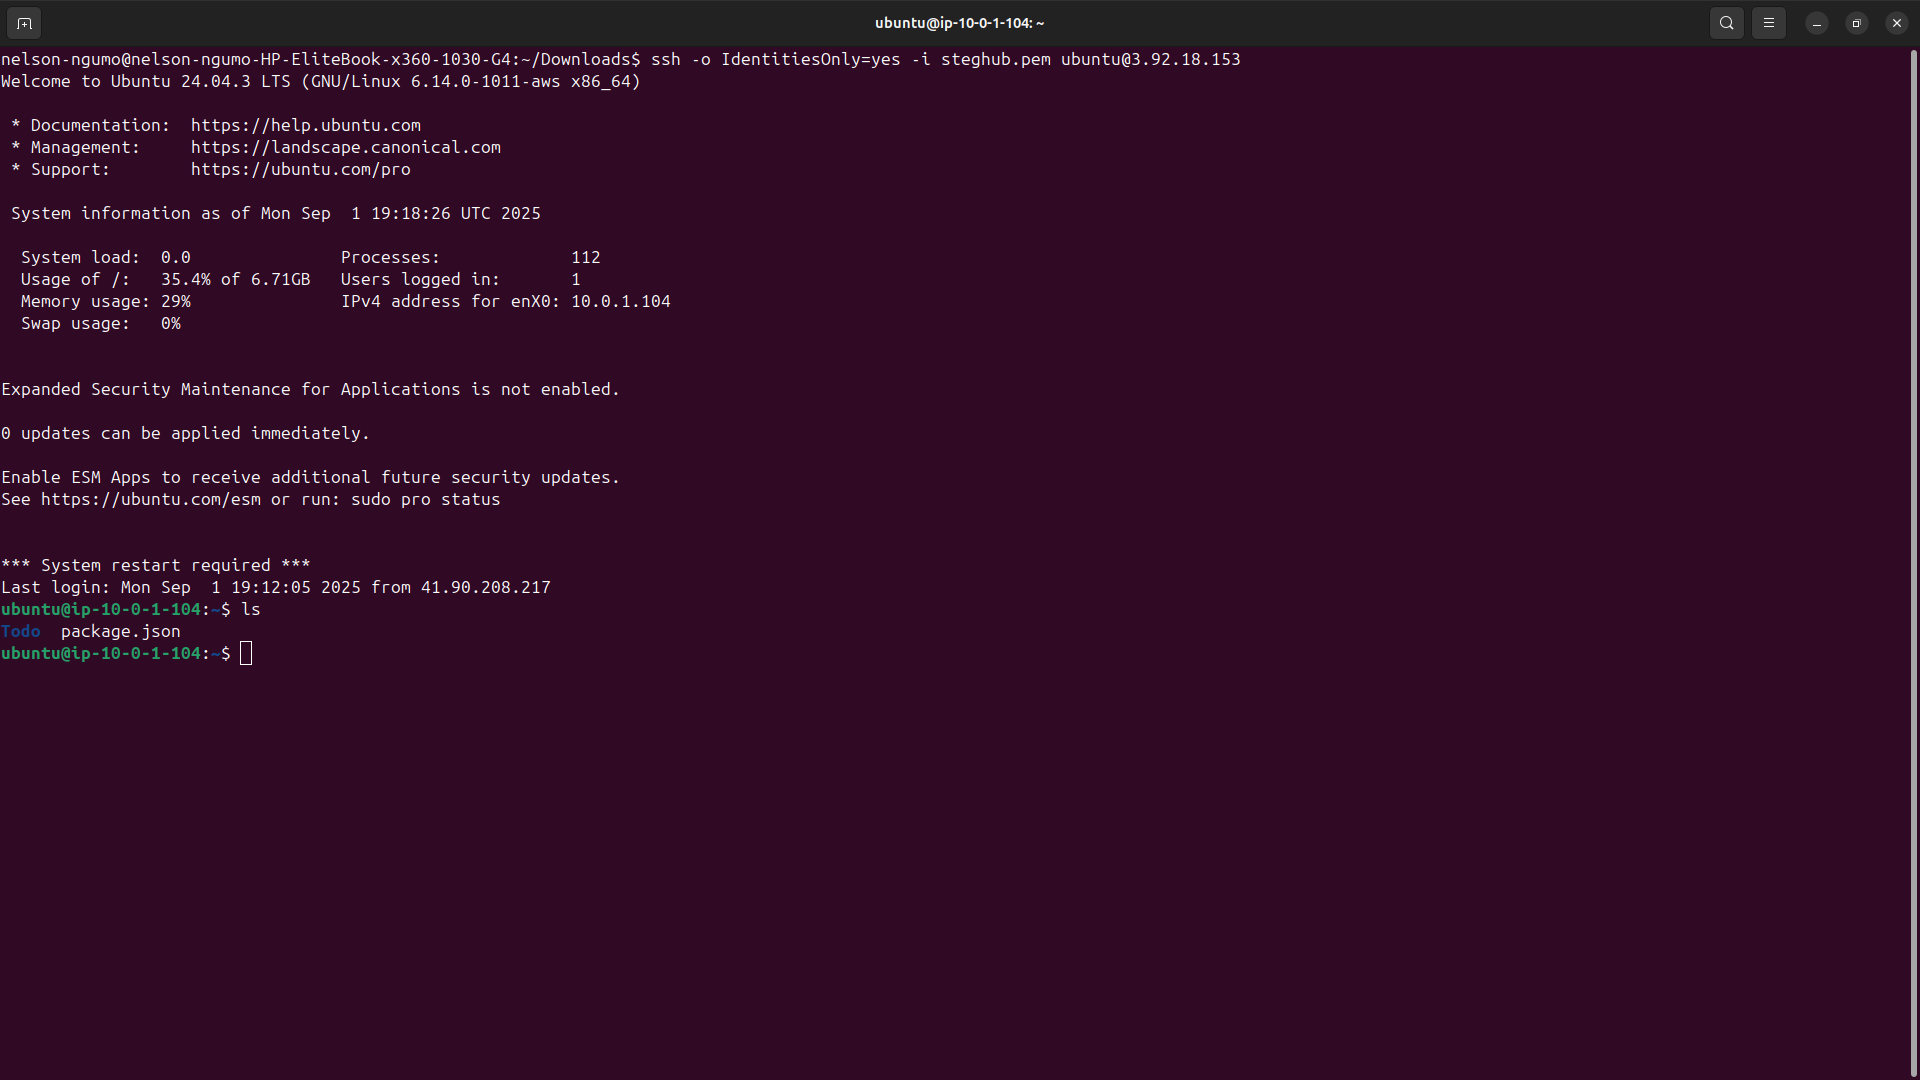 ubuntu@ip-10-0-1-104: ~
nelson-ngumo@nelson-ngumo-HP-EliteBook-x360-1030-G4:~/Downloads$ ssh -o IdentitiesOnly=yes -i steghub.pem ubuntu@3.92.18.153
Welcome to Ubuntu 24.04.3 LTS (GNU/Linux 6.14.0-1011-aws x86_64)
* Documentation:  https://help.ubuntu.com
* Management:     https://landscape.canonical.com
* Support:        https://ubuntu.com/pro
System information as of Mon Sep  1 19:18:26 UTC 2025
System load:  0.0               Processes:             112
Usage of /:   35.4% of 6.71GB   Users logged in:       1
Memory usage: 29%               IPv4 address for enX0: 10.0.1.104
Swap usage:   0%
Expanded Security Maintenance for Applications is not enabled.
0 updates can be applied immediately.
Enable ESM Apps to receive additional future security updates.
See https://ubuntu.com/esm or run: sudo pro status
*** System restart required ***
Last login: Mon Sep  1 19:12:05 2025 from 41.90.208.217
ubuntu@ip-10-0-1-104:~$ ls
Todo  package.json
ubuntu@ip-10-0-1-104:~$